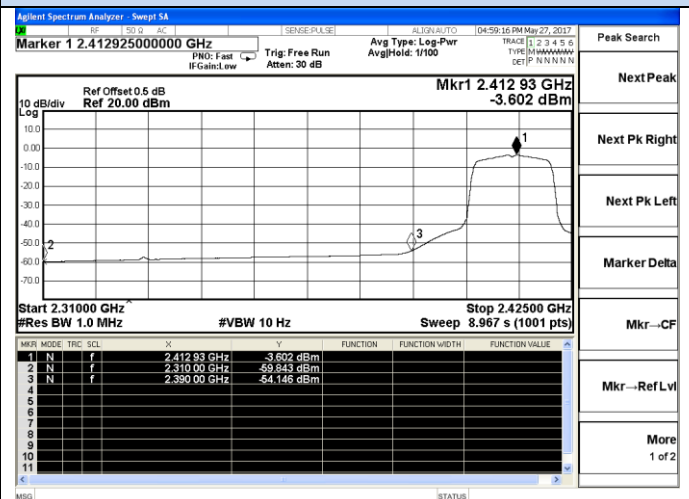 Agilent Spectrum Analyzer - Swept SA
LXI RF 50 Ω AC SENSE:PULSE ALIGN AUTO 04:59:16 PM May 27, 2017
Marker 1 2.412925000000 GHz
PNO: Fast
IFGain:Low
Trig: Free Run
Atten: 30 dB
Avg Type: Log-Pwr
Avg|Hold: 1/100
TRACE 1 2 3 4 5 6
TYPE M WWWWW
DET P N N N N N
Ref Offset 0.5 dB
10 dB/div Ref 20.00 dBm
Log
Mkr1 2.412 93 GHz
-3.602 dBm
10.0
0.00
-10.0
-20.0
-30.0
-40.0
-50.0
-60.0
-70.0
1
2
3
Start 2.31000 GHz
Stop 2.42500 GHz
#Res BW 1.0 MHz #VBW 10 Hz Sweep 8.967 s (1001 pts)
MKR MODE TRC SCL X Y FUNCTION FUNCTION WIDTH FUNCTION VALUE
1 N f 2.412 93 GHz -3.602 dBm
2 N f 2.310 00 GHz -59.843 dBm
3 N f 2.390 00 GHz -54.146 dBm
4
5
6
7
8
9
10
11
MSG STATUS
Peak Search
Next Peak
Next Pk Right
Next Pk Left
Marker Delta
Mkr→CF
Mkr→Ref Lvl
More
1 of 2